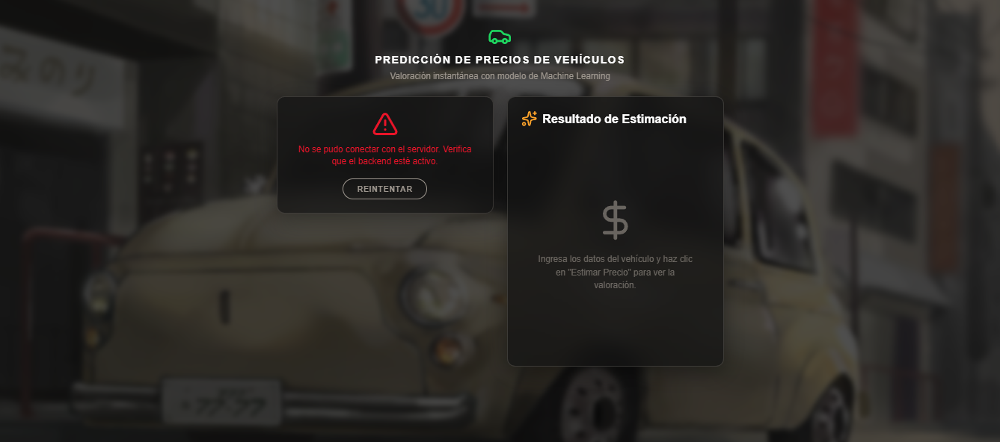 30
PREDICCIÓN DE PRECIOS DE VEHÍCULOS
Valoración instantánea con modelo de Machine Learning
No se pudo conectar con el servidor. Verifica
que el backend esté activo.
REINTENTAR
Resultado de Estimación
Ingresa los datos del vehículo y haz clic
en "Estimar Precio" para ver la
valoración.